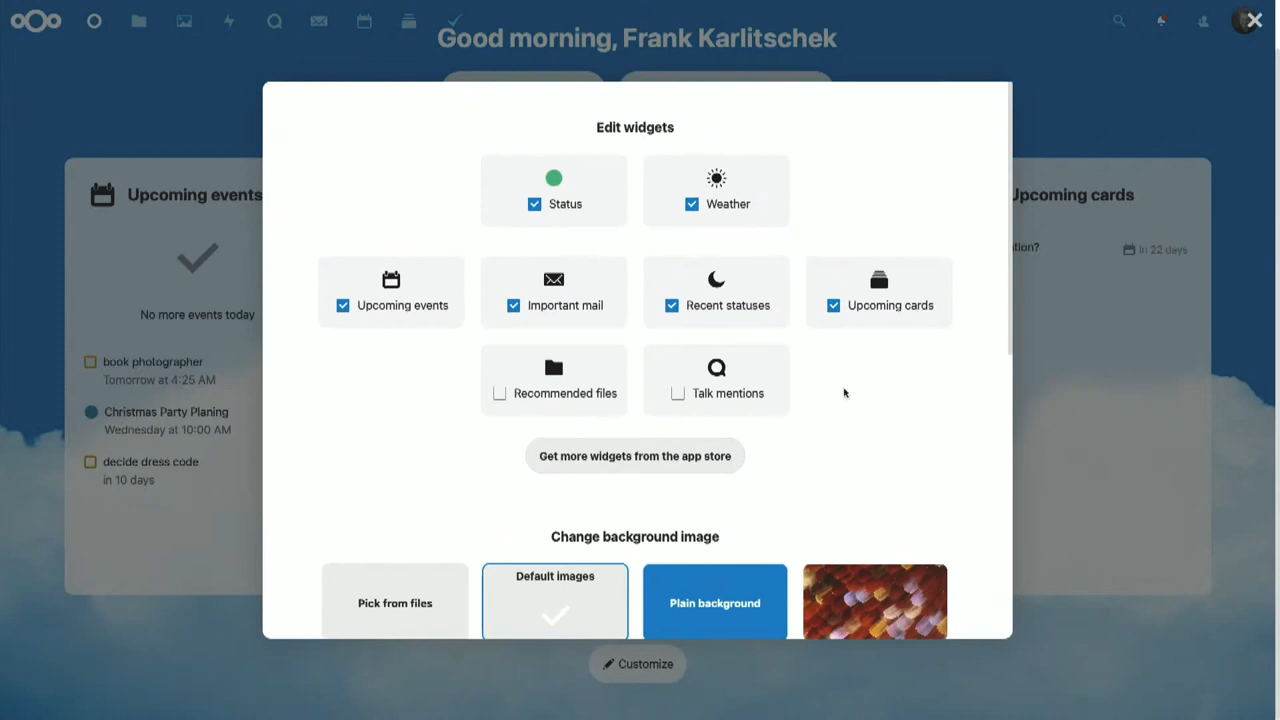 Good morning, Frank Karlitschek
Edit widgets
Status
Weather
Upcoming events
Important mail
Recent statuses
Upcoming cards
Recommended files
Talk mentions
Get more widgets from the app store
Change background image
Pick from files
Default images
Plain background
Upcoming events
No more events today
book photographer
Tomorrow at 4:25 AM
Christmas Party Planing
Wednesday at 10:00 AM
decide dress code
in 10 days
Upcoming cards
tion?
in 22 days
Customize